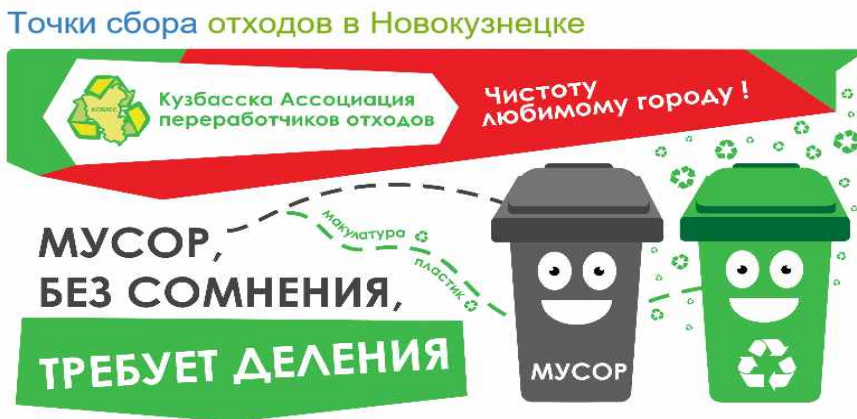 Точки сбора отходов в Новокузнецке
КУЗБАСС
Кузбасска Ассоциация
переработчиков отходов
Чистоту
любимому городу !
МУСОР,
БЕЗ СОМНЕНИЯ,
ТРЕБУЕТ ДЕЛЕНИЯ
макулатура
пластик
МУСОР